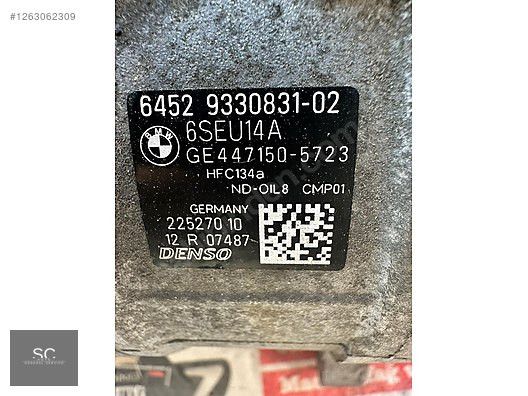 #1263062309
6452 9330831-02
BMW
6SEU14A
GE447150-5723
HFC134a
ND-OIL8 CMP01
GERMANY
22527010
12 R 07487
DENSO
SC